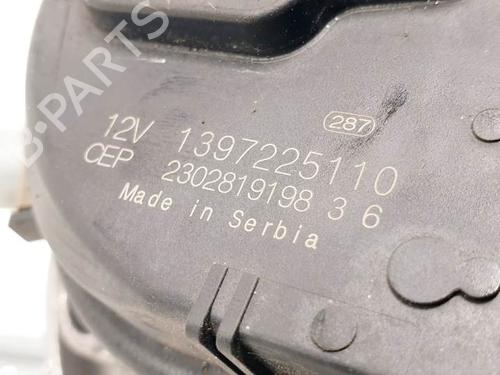 B-PARTS
287
12V 1397225110
CEP 2302819198 3 6
Made in Serbia